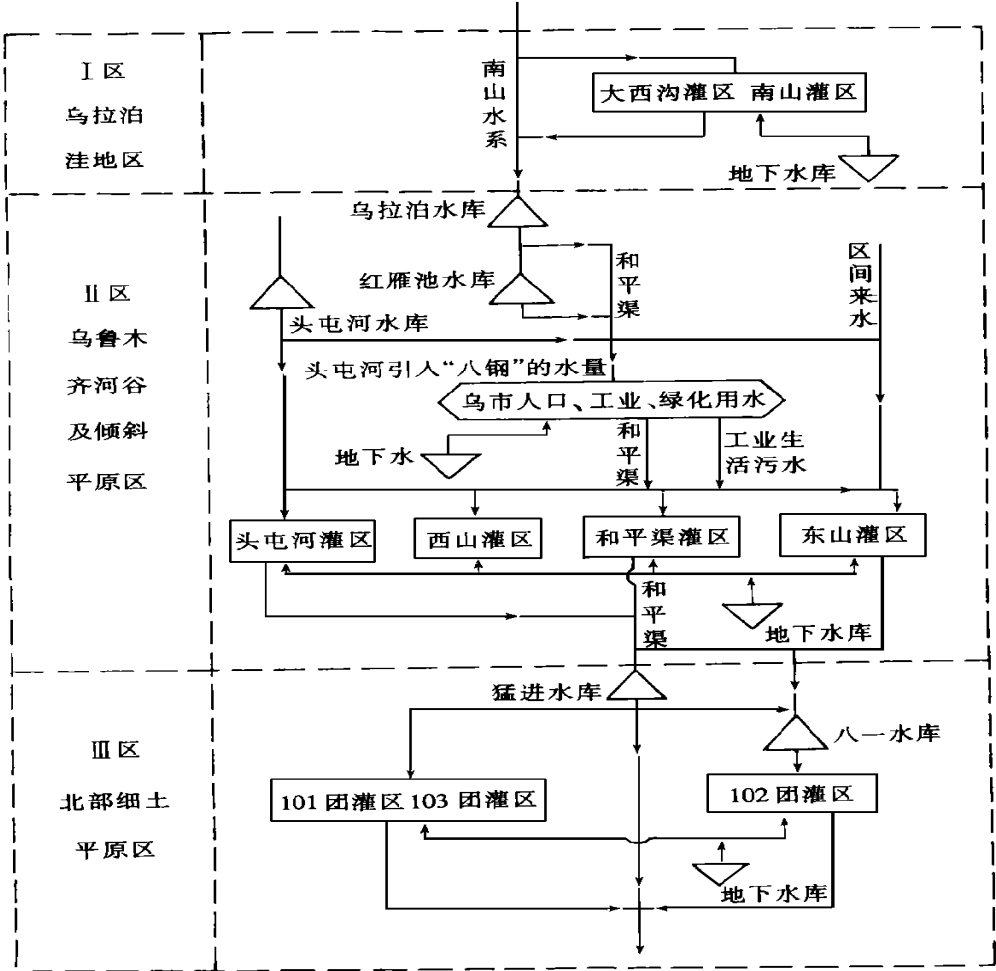 Ⅰ区
乌拉泊
洼地区
南山水系
大西沟灌区 南山灌区
地下水库
Ⅱ区
乌鲁木
齐河谷
及倾斜
平原区
乌拉泊水库
红雁池水库
和平渠
区间来水
头屯河水库
头屯河引人“八钢”的水量
乌市人口、工业、绿化用水
地下水
和平渠
工业生
活污水
头屯河灌区
西山灌区
和平渠灌区
东山灌区
和平渠
地下水库
Ⅲ区
北部细土
平原区
猛进水库
八一水库
101团灌区103团灌区
102团灌区
地下水库